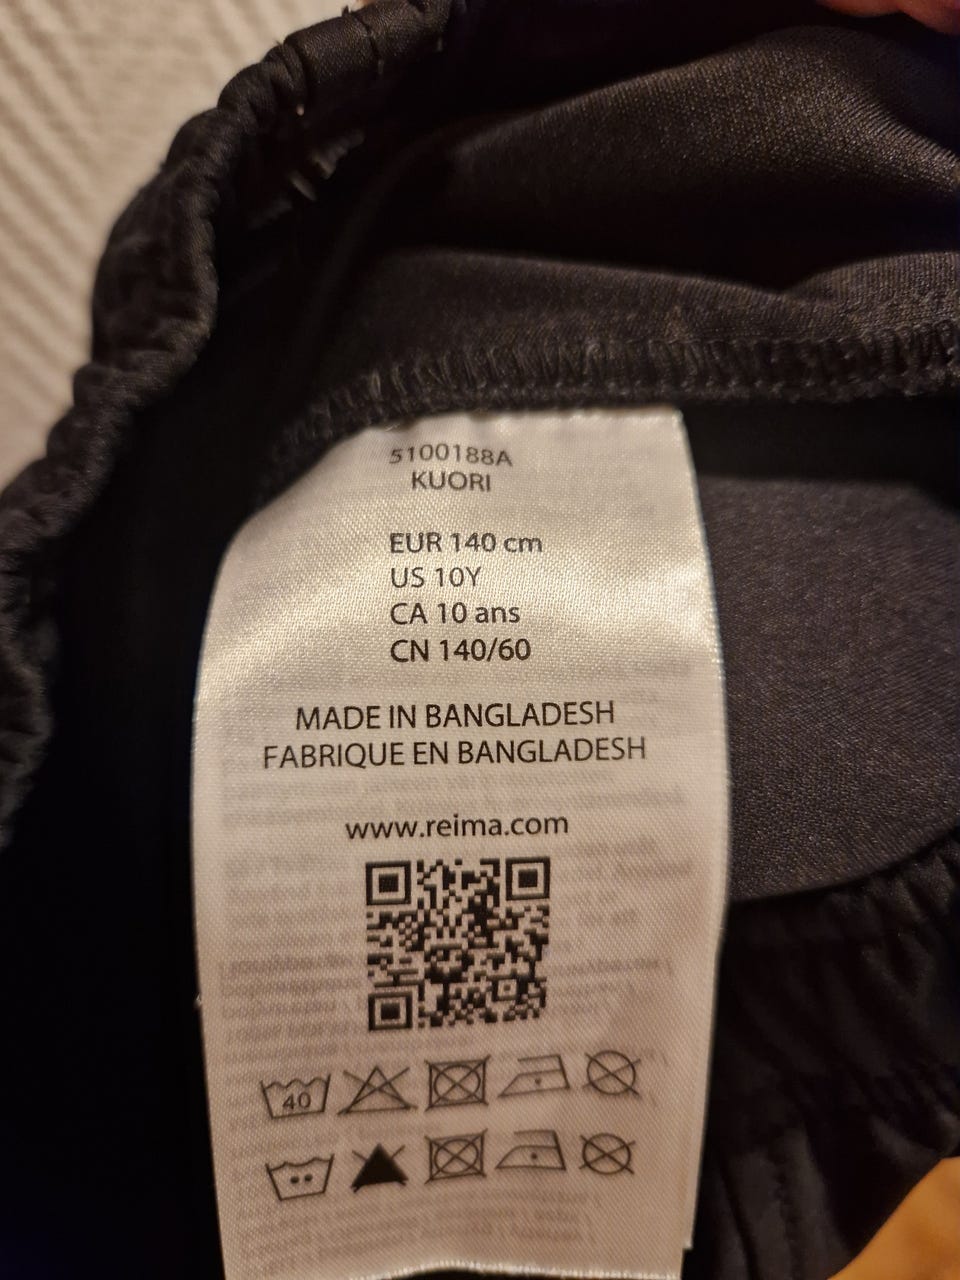 5100188A
KUORI
EUR 140 cm
US 10Y
CA 10 ans
CN 140/60
MADE IN BANGLADESH
FABRIQUE EN BANGLADESH
www.reima.com
40